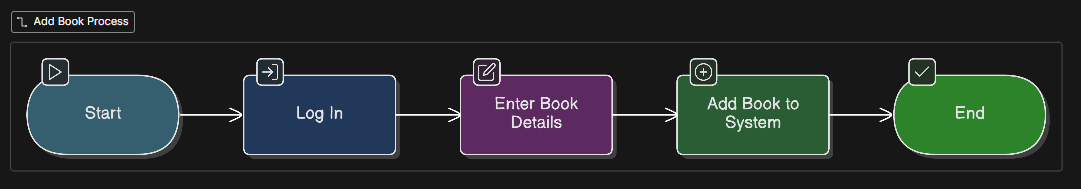 Add Book Process
Start
Log In
Enter Book
Details
Add Book to
System
End